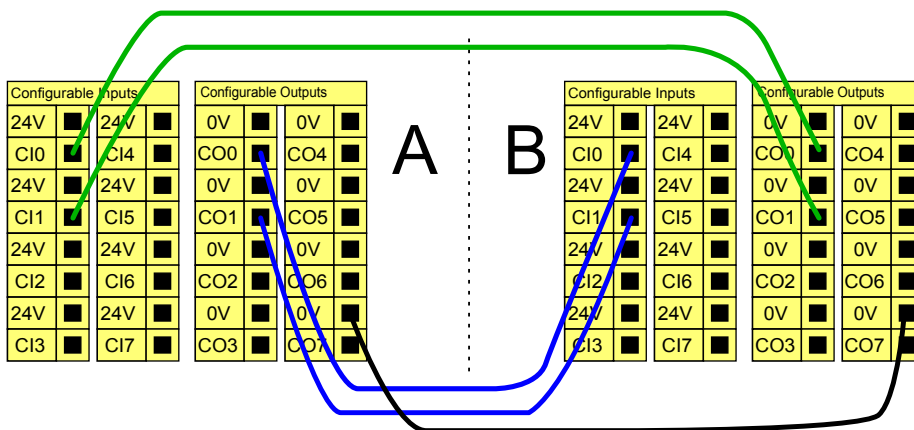 Configurable Inputs Configurable Outputs A B Configurable Inputs Configurable Outputs
24V 24V 0V 0V 24V 24V 0V 0V
CI0 CI4 CO0 CO4 CI0 CI4 CO0 CO4
24V 24V 0V 0V 24V 24V 0V 0V
CI1 CI5 CO1 CO5 CI1 CI5 CO1 CO5
24V 24V 0V 0V 24V 24V 0V 0V
CI2 CI6 CO2 CO6 CI2 CI6 CO2 CO6
24V 24V 0V 0V 24V 24V 0V 0V
CI3 CI7 CO3 CO7 CI3 CI7 CO3 CO7